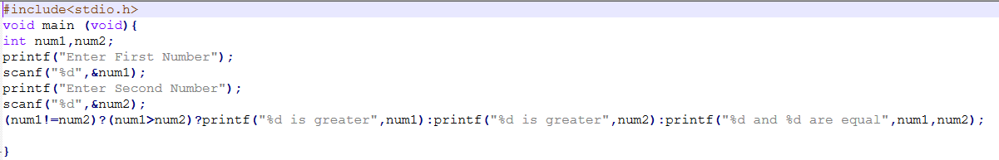 #include<stdio.h>
void main (void){
int num1,num2;
printf("Enter First Number");
scanf("%d",&num1);
printf("Enter Second Number");
scanf("%d",&num2);
(num1!=num2)?(num1>num2)?printf("%d is greater",num1):printf("%d is greater",num2):printf("%d and %d are equal",num1,num2);
}